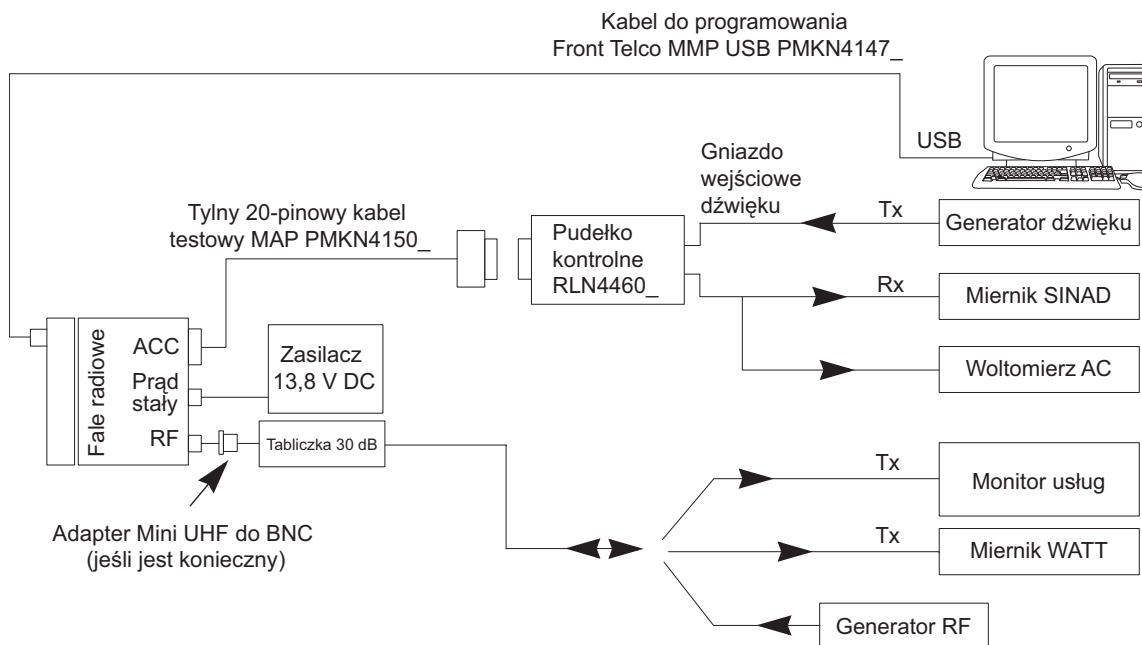 Kabel do programowania
Front Telco MMP USB PMKN4147_
USB
Gniazdo
wejściowe
dźwięku
Tylny 20-pinowy kabel
testowy MAP PMKN4150_
Pudełko
kontrolne
RLN4460_
Tx
Generator dźwięku
Rx
Miernik SINAD
Woltomierz AC
Fale radiowe
ACC
Prąd
stały
RF
Zasilacz
13,8 V DC
Tabliczka 30 dB
Adapter Mini UHF do BNC
(jeśli jest konieczny)
Tx
Monitor usług
Tx
Miernik WATT
Generator RF